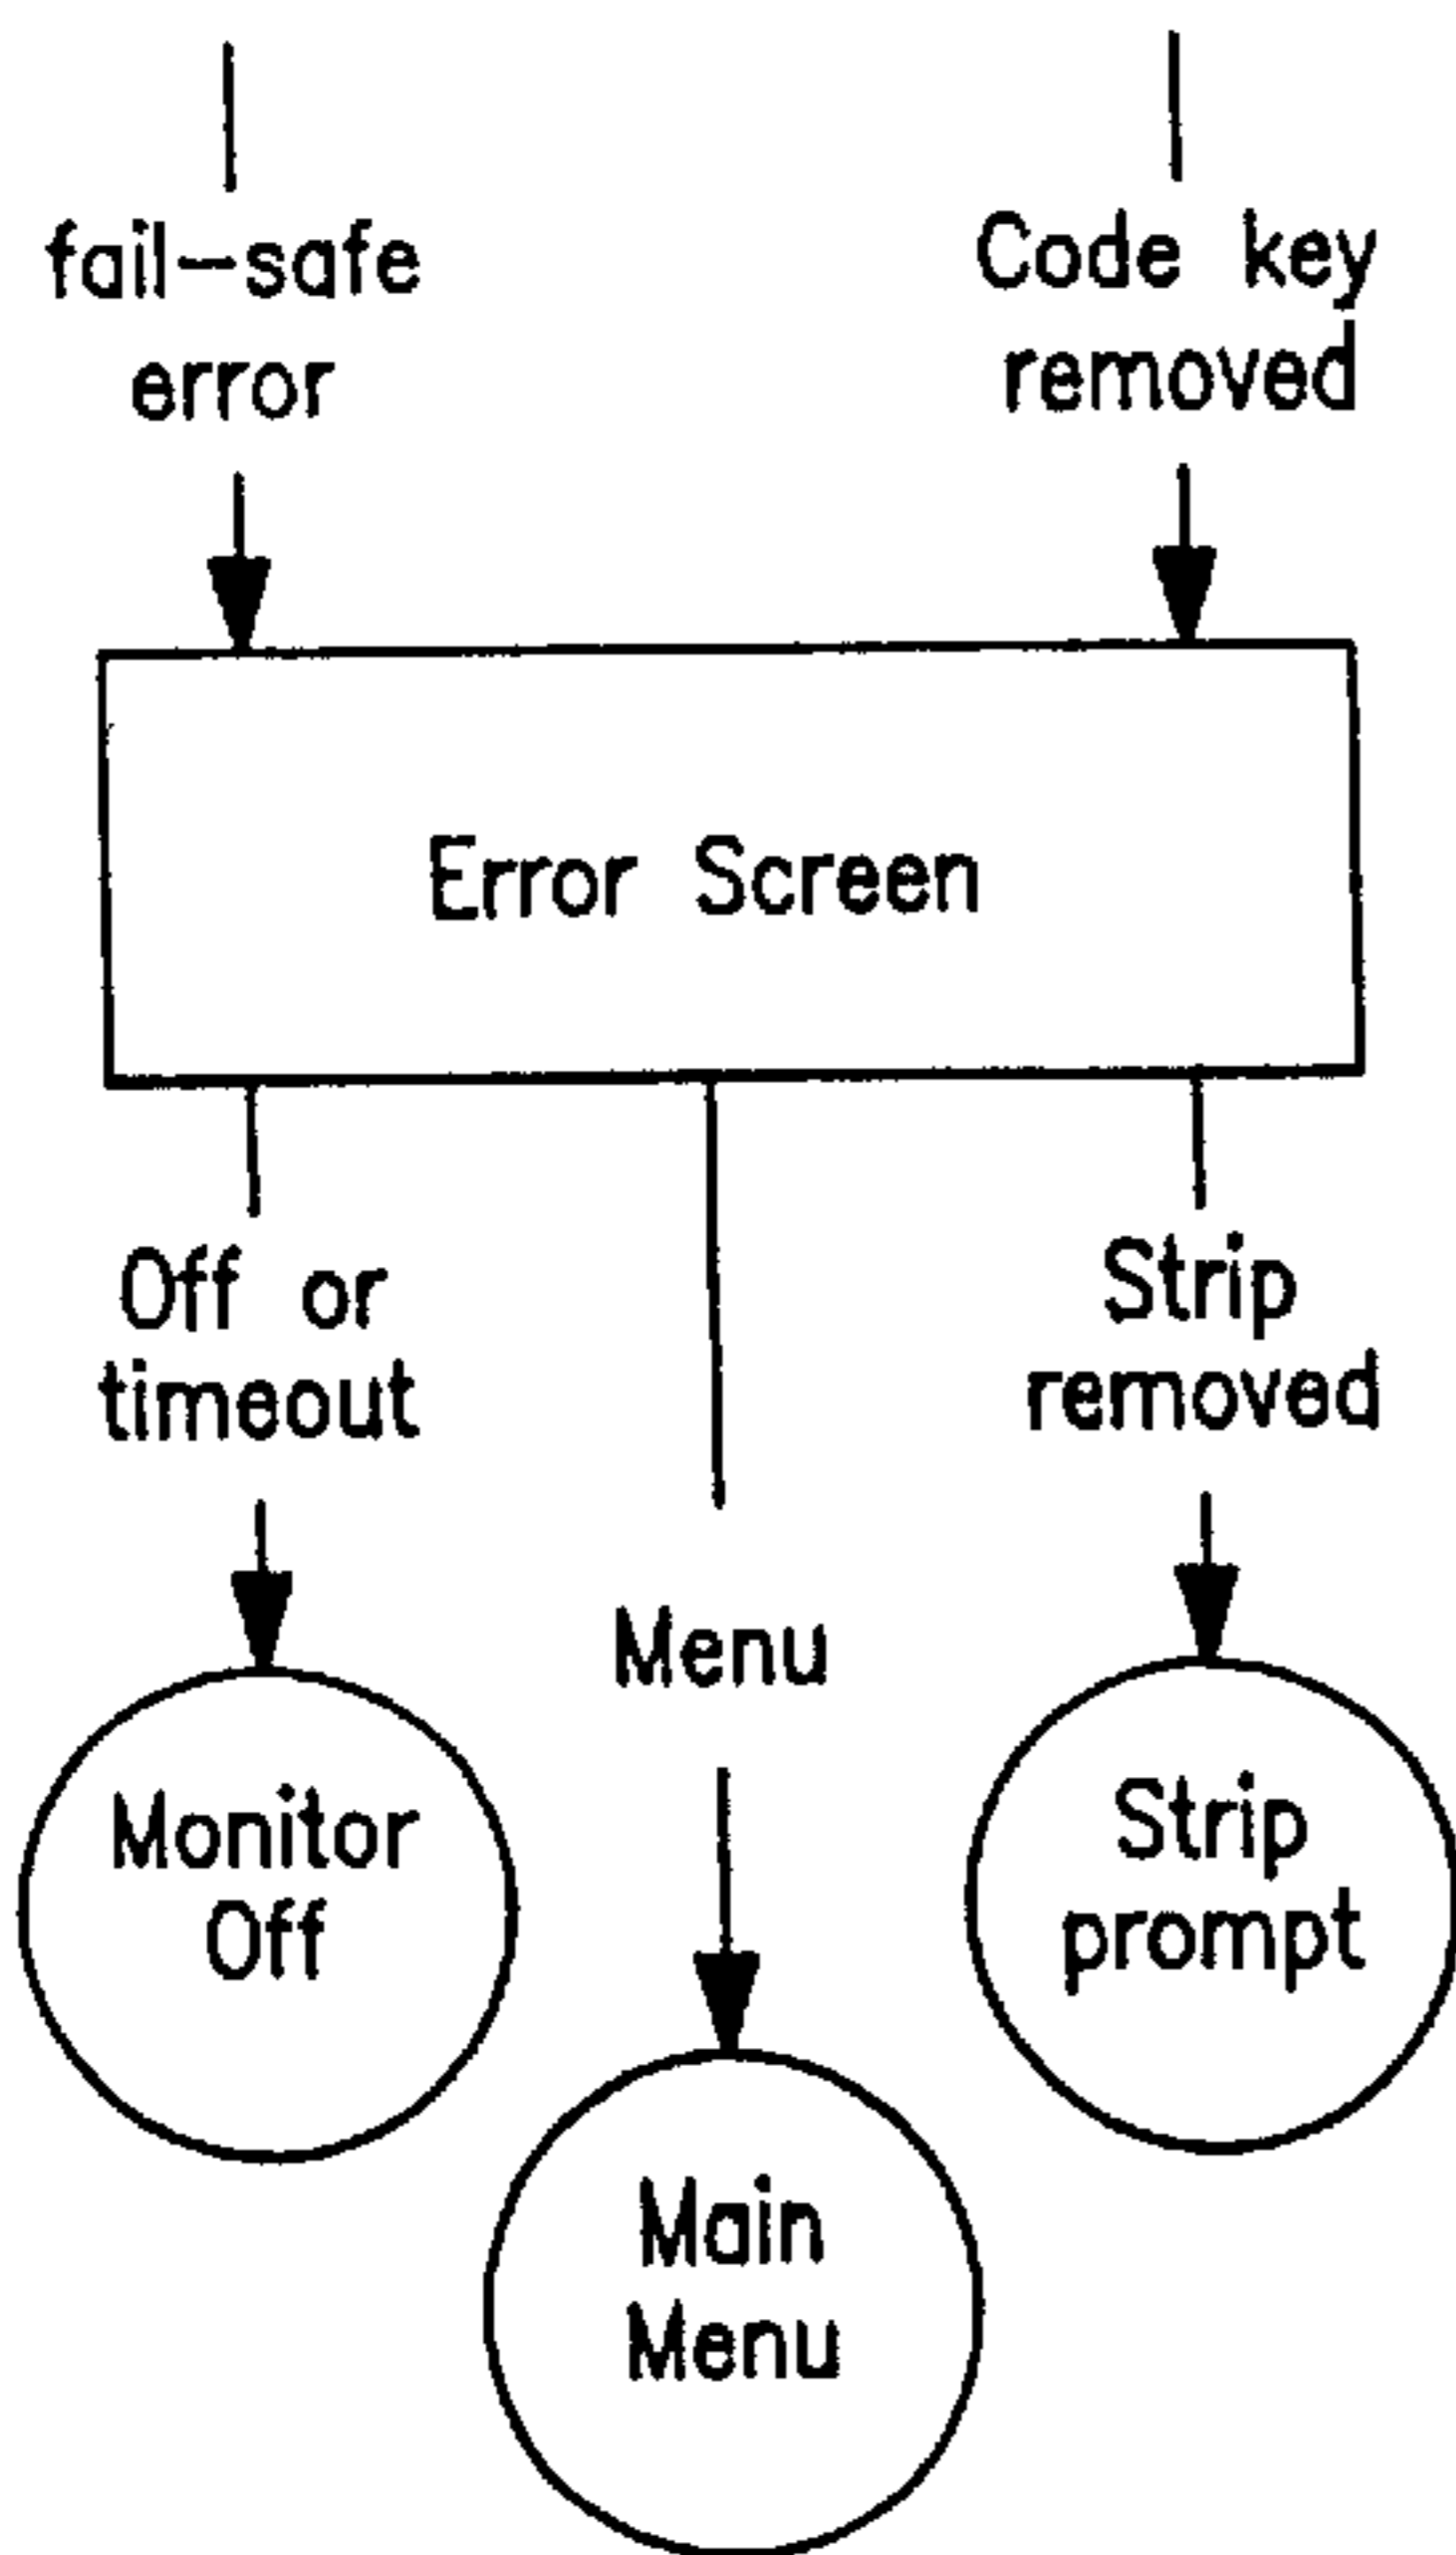 fail-safe
error
Code key
removed
Error Screen
Off or
timeout
Menu
Strip
removed
Monitor
Off
Strip
prompt
Main
Menu